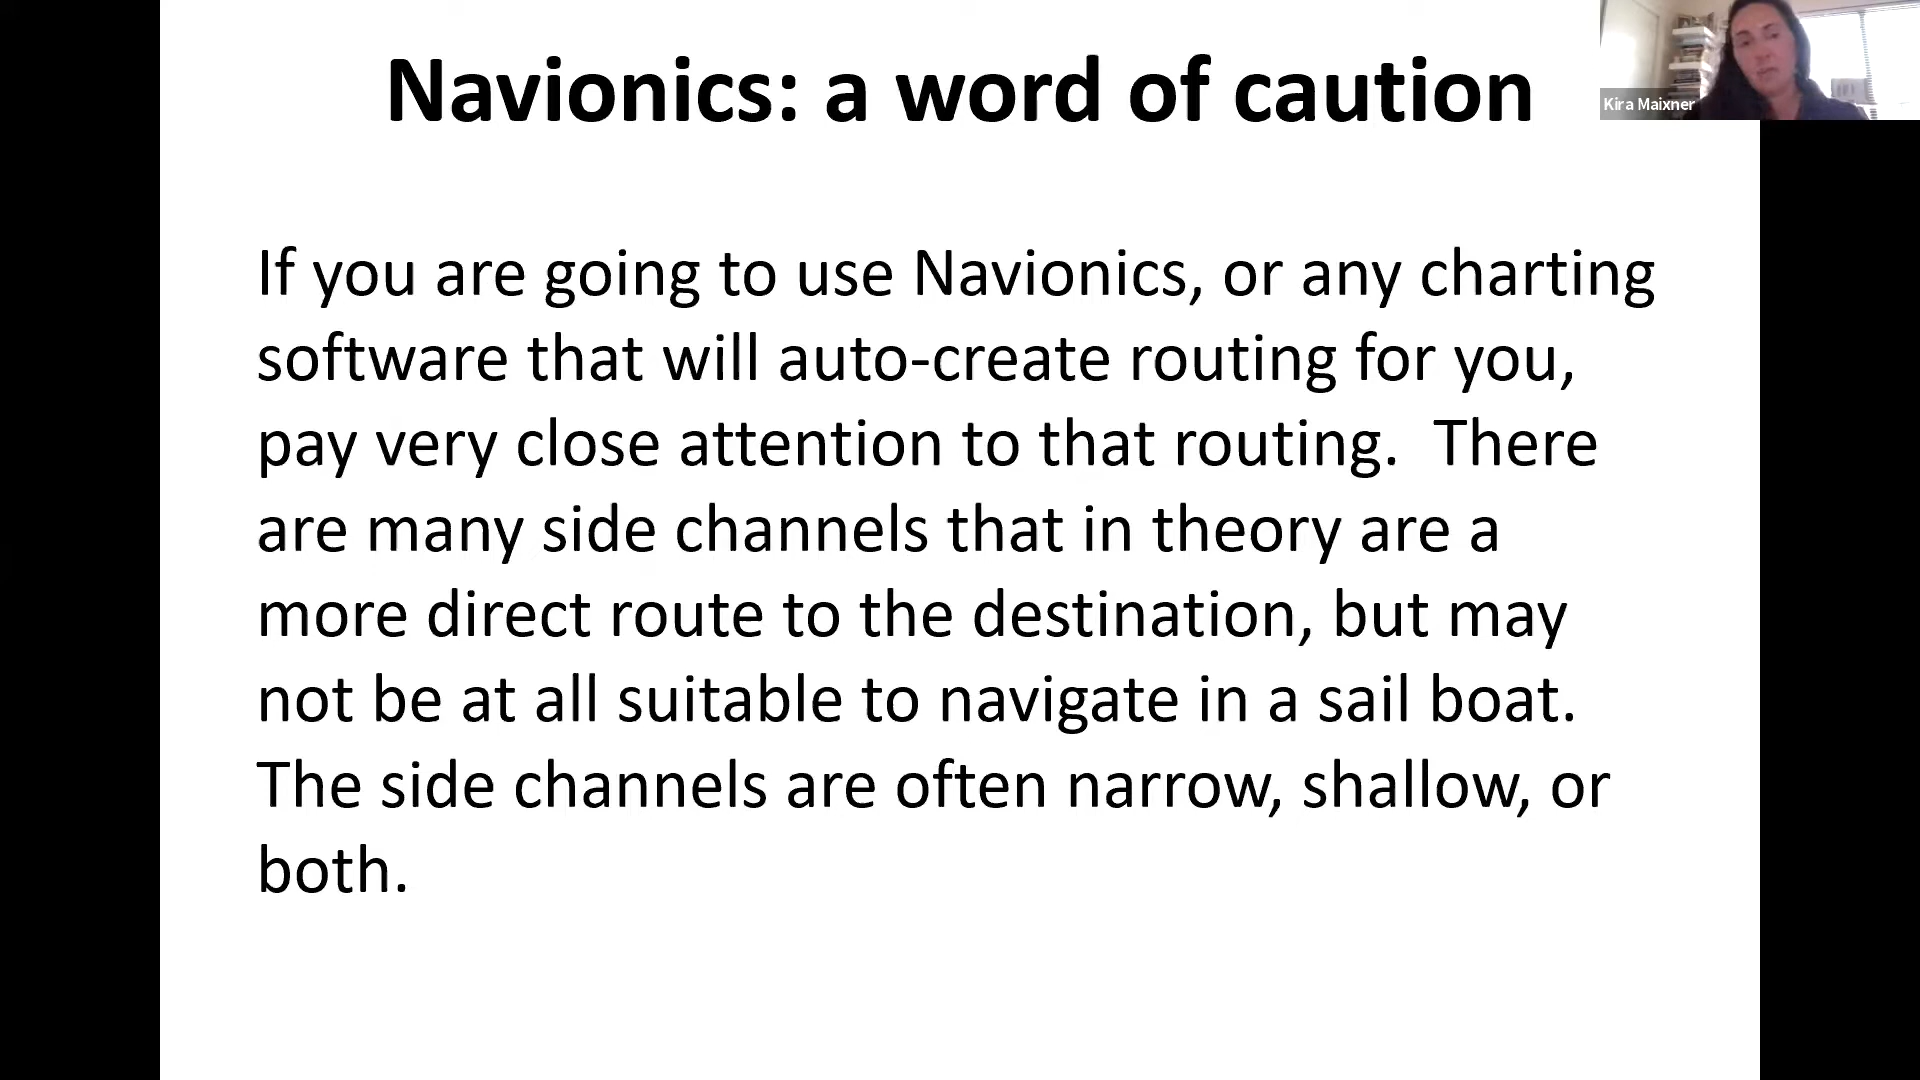 Navionics: a word of caution
Kira Maixner
If you are going to use Navionics, or any charting
software that will auto-create routing for you,
pay very close attention to that routing.  There
are many side channels that in theory are a
more direct route to the destination, but may
not be at all suitable to navigate in a sail boat.
The side channels are often narrow, shallow, or
both.